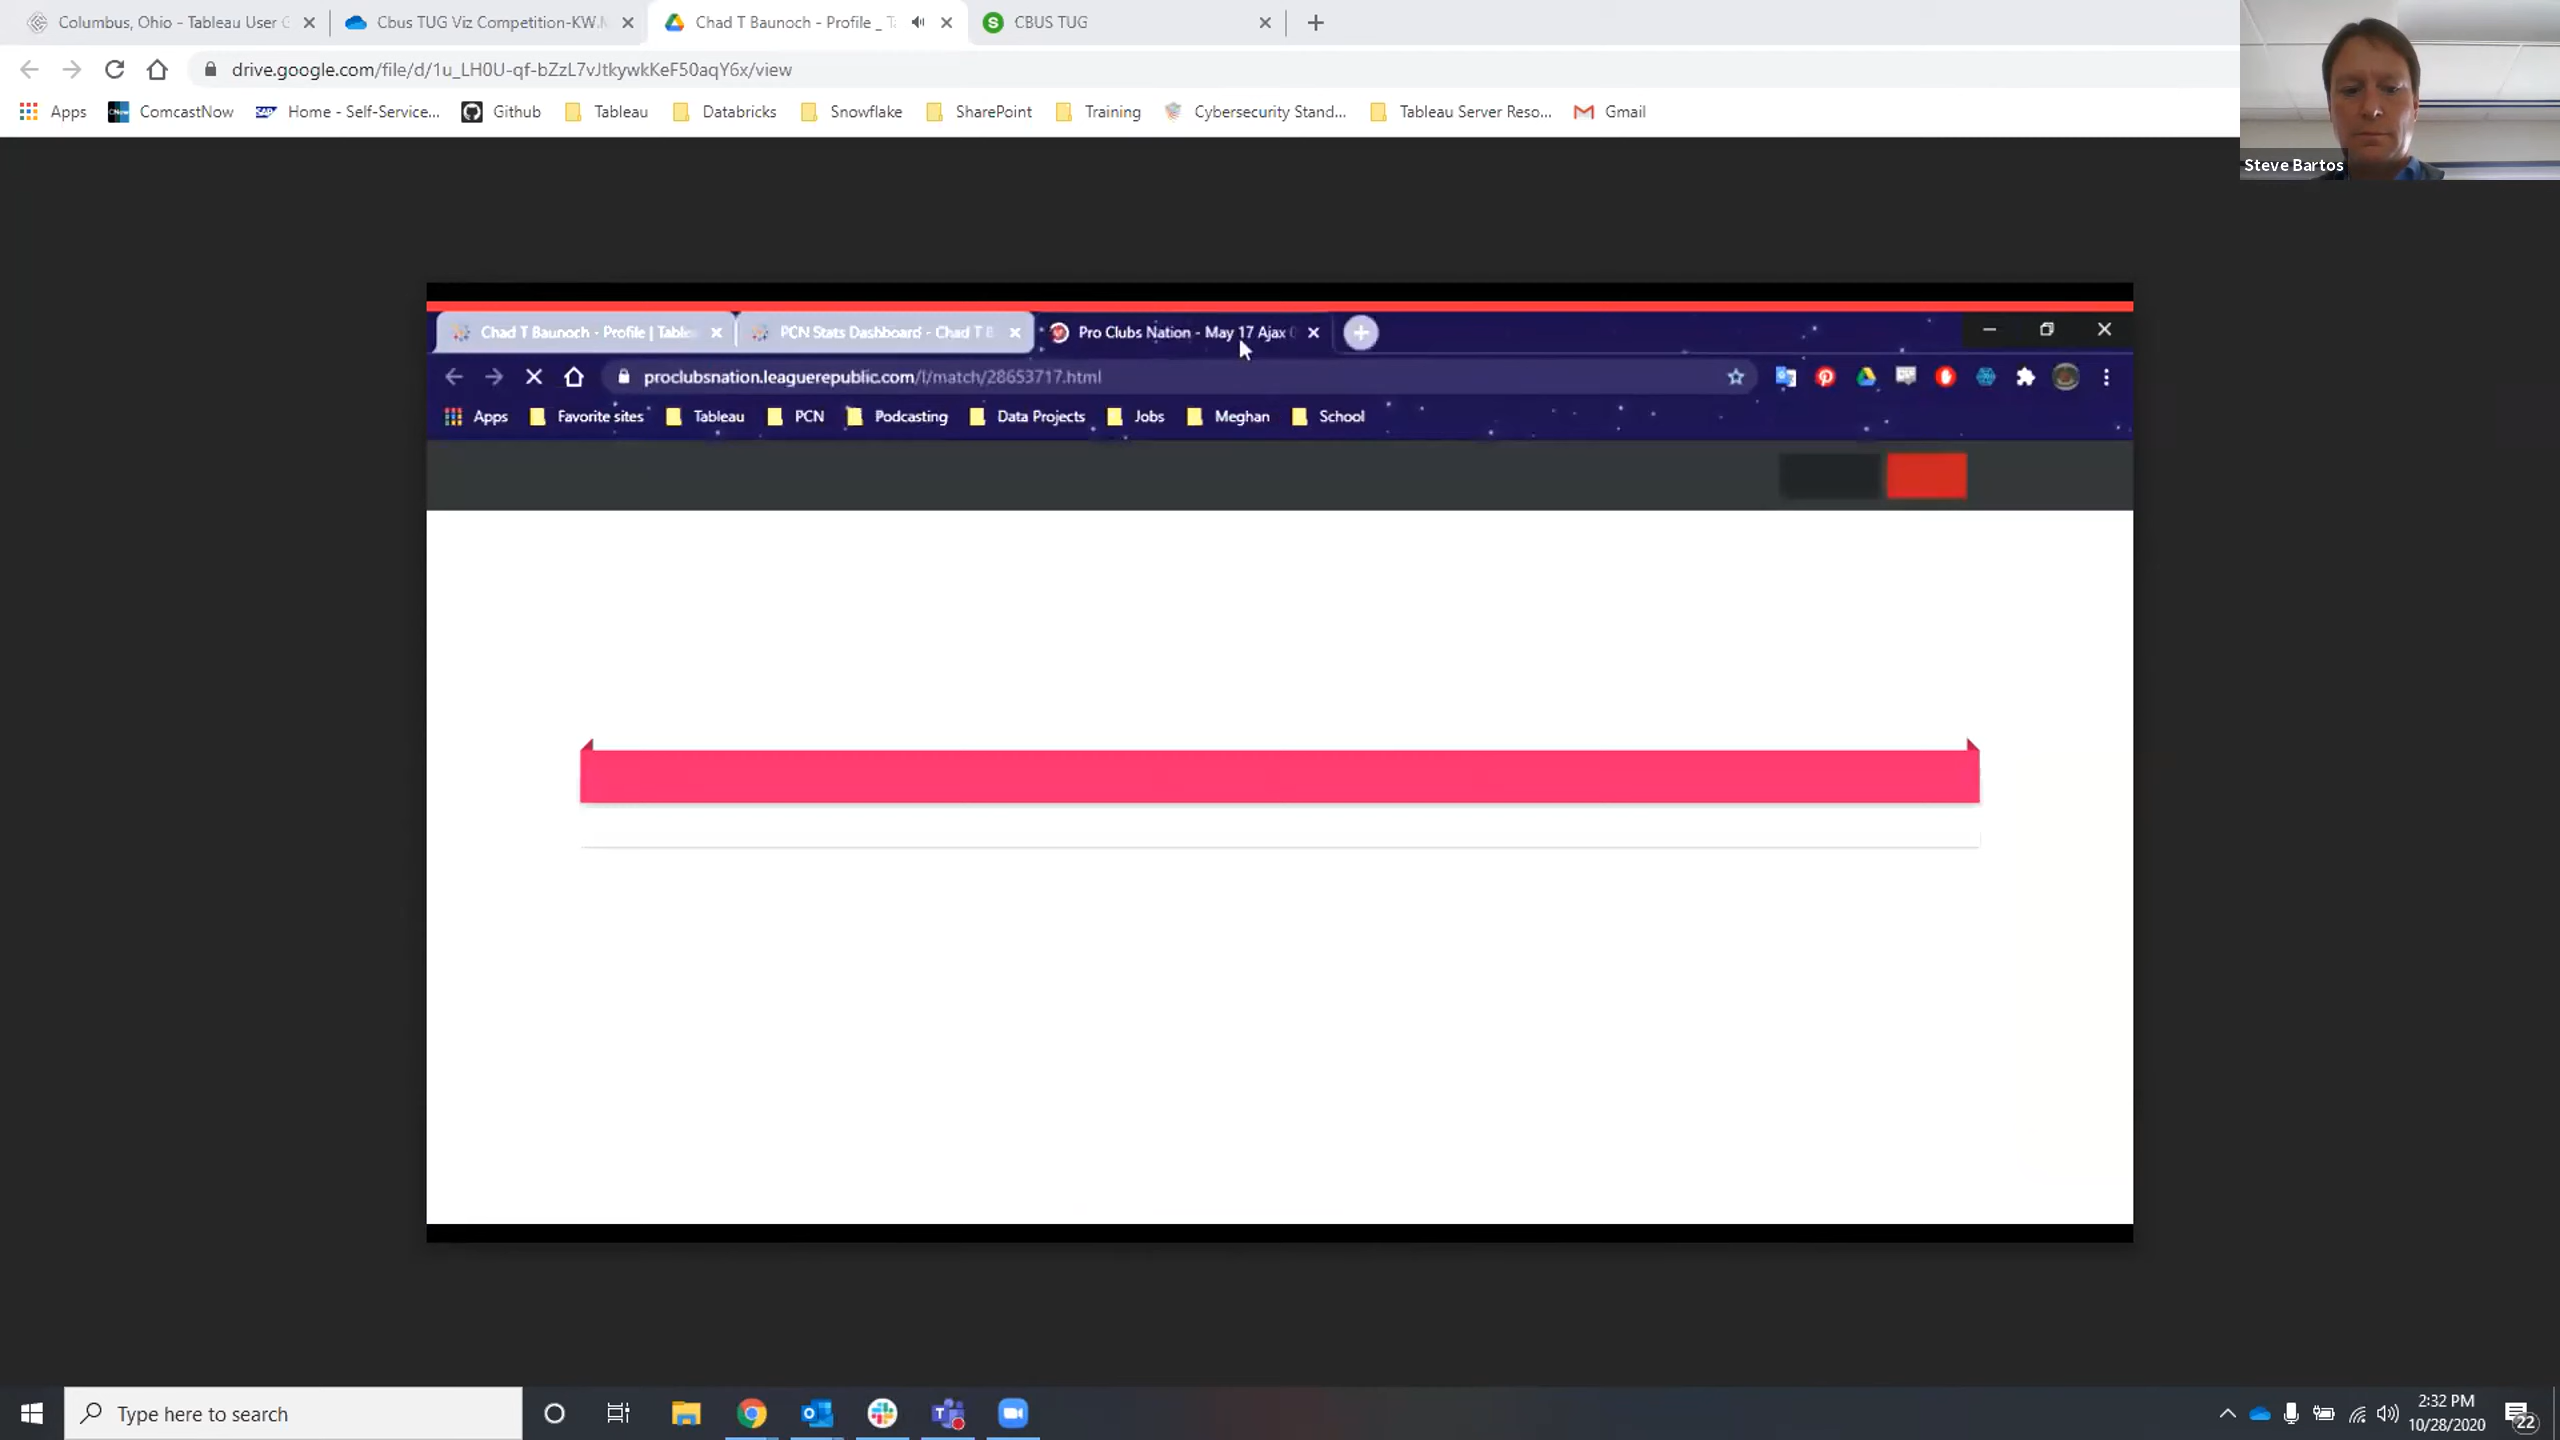 Columbus, Ohio - Tableau User G
Cbus TUG Viz Competition-KW.
Chad T Baunoch - Profile _ T
CBUS TUG
drive.google.com/file/d/1u_LH0U-qf-bZzL7vJtkywkKeF50aqY6x/view
Apps
ComcastNow
Home - Self-Service...
Github
Tableau
Databricks
Snowflake
SharePoint
Training
Cybersecurity Stand...
Tableau Server Reso...
Gmail
Steve Bartos
Chad T Baunoch - Profile | Table
PCN Stats Dashboard - Chad T B
Pro Clubs Nation - May 17 Ajax
proclubsnation.leaguerepublic.com/l/match/28653717.html
Apps
Favorite sites
Tableau
PCN
Podcasting
Data Projects
Jobs
Meghan
School
Type here to search
2:32 PM
10/28/2020
22